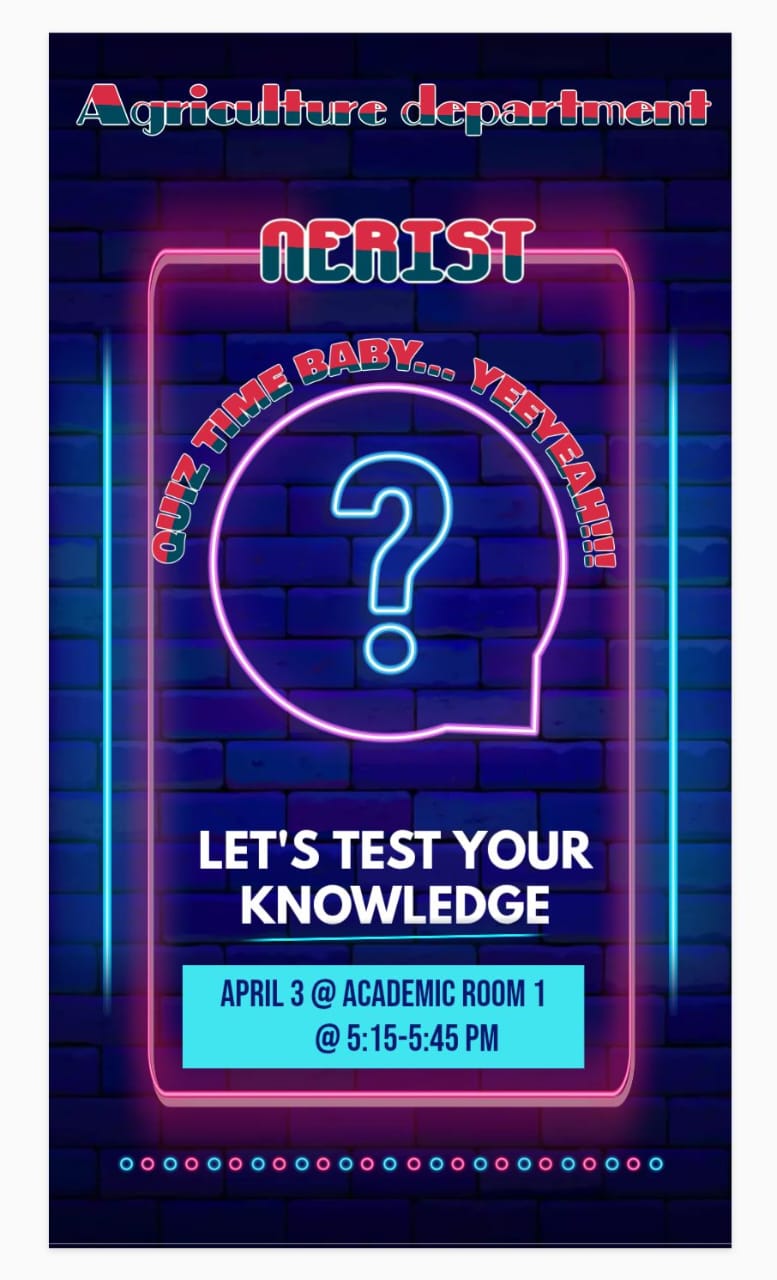 Agriculture department
NERIST
QUIZ TIME BABY... YEEYEAH!!!
LET'S TEST YOUR
KNOWLEDGE
APRIL 3 @ ACADEMIC ROOM 1
@ 5:15-5:45 PM